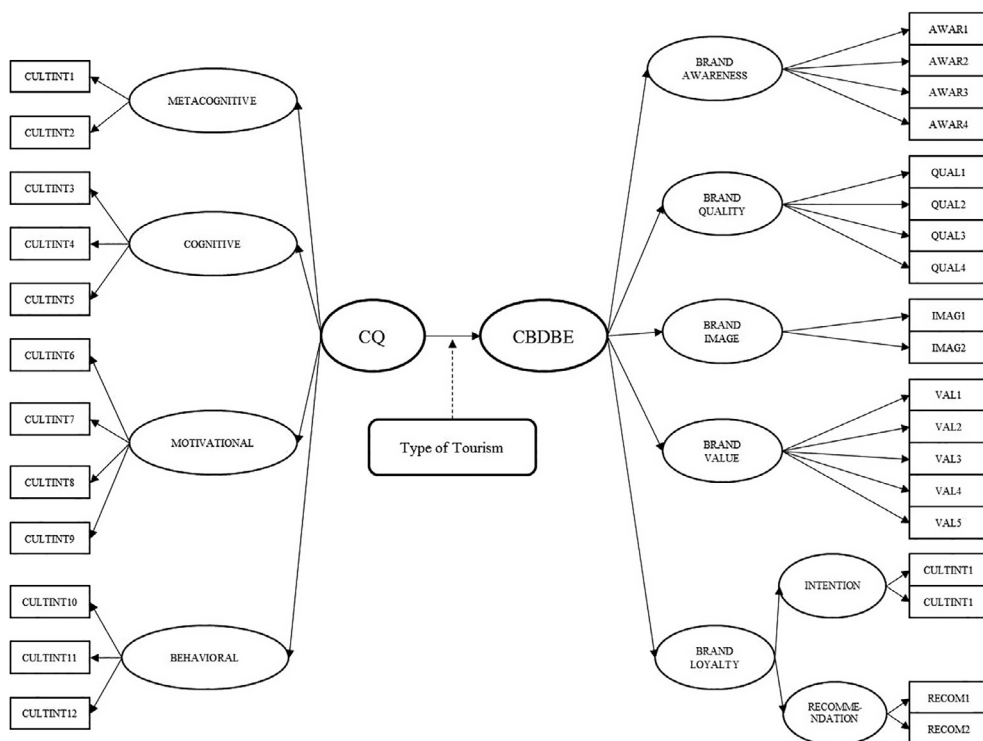 CULTINT1
CULTINT2
METACOGNITIVE
CULTINT3
CULTINT4
CULTINT5
COGNITIVE
CULTINT6
CULTINT7
CULTINT8
CULTINT9
MOTIVATIONAL
CULTINT10
CULTINT11
CULTINT12
BEHAVIORAL
CQ
CBDBE
Type of Tourism
BRAND
AWARENESS
AWAR1
AWAR2
AWAR3
AWAR4
BRAND
QUALITY
QUAL1
QUAL2
QUAL3
QUAL4
BRAND
IMAGE
IMAG1
IMAG2
BRAND
VALUE
VAL1
VAL2
VAL3
VAL4
VAL5
BRAND
LOYALTY
INTENTION
CULTINT1
CULTINT1
RECOMME-
NDATION
RECOM1
RECOM2